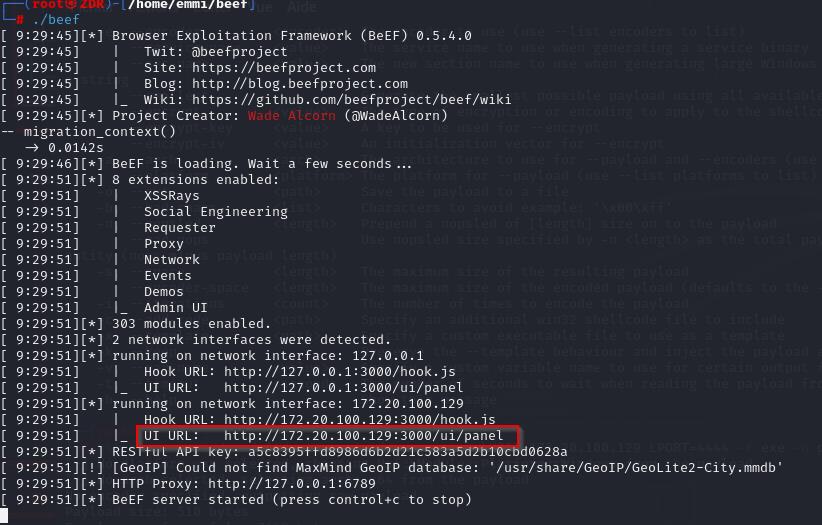 (root㉿ZDR)-[/home/emmi/beef]
# ./beef
[ 9:29:45][*] Browser Exploitation Framework (BeEF) 0.5.4.0
[ 9:29:45]    |   Twit: @beefproject
[ 9:29:45]    |   Site: https://beefproject.com
[ 9:29:45]    |   Blog: http://blog.beefproject.com
[ 9:29:45]    |_  Wiki: https://github.com/beefproject/beef/wiki
[ 9:29:45][*] Project Creator: Wade Alcorn (@WadeAlcorn)
-- migration_context()
   -> 0.0142s
[ 9:29:46][*] BeEF is loading. Wait a few seconds...
[ 9:29:51][*] 8 extensions enabled:
[ 9:29:51]    |   XSSRays
[ 9:29:51]    |   Social Engineering
[ 9:29:51]    |   Requester
[ 9:29:51]    |   Proxy
[ 9:29:51]    |   Network
[ 9:29:51]    |   Events
[ 9:29:51]    |   Demos
[ 9:29:51]    |_  Admin UI
[ 9:29:51][*] 303 modules enabled.
[ 9:29:51][*] 2 network interfaces were detected.
[ 9:29:51][*] running on network interface: 127.0.0.1
[ 9:29:51]    |   Hook URL: http://127.0.0.1:3000/hook.js
[ 9:29:51]    |_  UI URL:   http://127.0.0.1:3000/ui/panel
[ 9:29:51][*] running on network interface: 172.20.100.129
[ 9:29:51]    |   Hook URL: http://172.20.100.129:3000/hook.js
[ 9:29:51]    |_  UI URL:   http://172.20.100.129:3000/ui/panel
[ 9:29:51][*] RESTful API key: a5c8395ffd8986d6b2d21c583a5d2b10cbd0628a
[ 9:29:51][!] [GeoIP] Could not find MaxMind GeoIP database: '/usr/share/GeoIP/GeoLite2-City.mmdb'
[ 9:29:51][*] HTTP Proxy: http://127.0.0.1:6789
[ 9:29:51][*] BeEF server started (press control+c to stop)